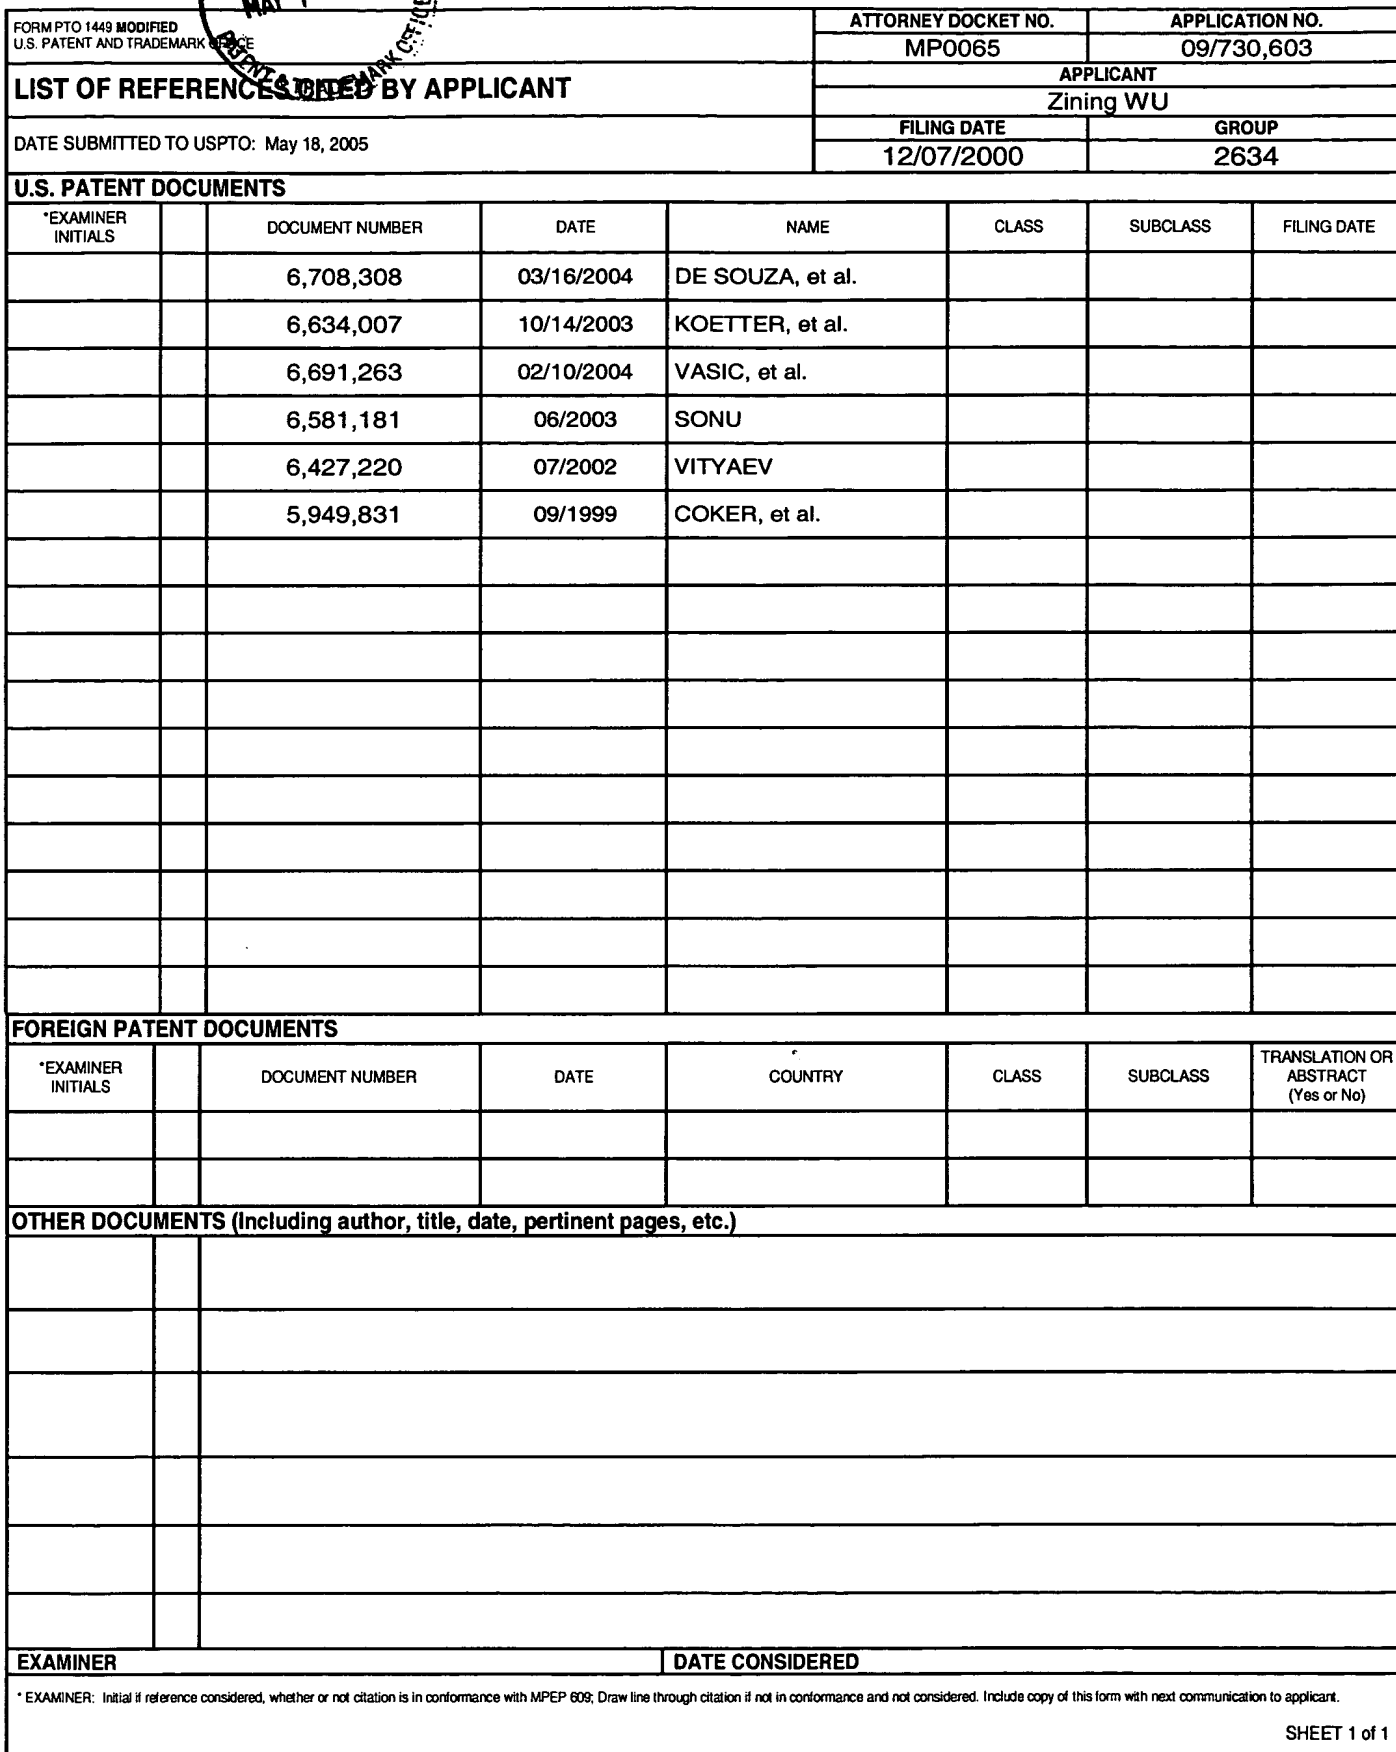 MAY
PATENT & TRADEMARK OFFICE
FORM PTO 1449 MODIFIED
U.S. PATENT AND TRADEMARK OFFICE
ATTORNEY DOCKET NO. APPLICATION NO.
MP0065 09/730,603
LIST OF REFERENCES CITED BY APPLICANT
APPLICANT
Zining WU
DATE SUBMITTED TO USPTO: May 18, 2005
FILING DATE GROUP
12/07/2000 2634
U.S. PATENT DOCUMENTS
*EXAMINER INITIALS DOCUMENT NUMBER DATE NAME CLASS SUBCLASS FILING DATE
6,708,308 03/16/2004 DE SOUZA, et al.
6,634,007 10/14/2003 KOETTER, et al.
6,691,263 02/10/2004 VASIC, et al.
6,581,181 06/2003 SONU
6,427,220 07/2002 VITYAEV
5,949,831 09/1999 COKER, et al.
FOREIGN PATENT DOCUMENTS
*EXAMINER INITIALS DOCUMENT NUMBER DATE COUNTRY CLASS SUBCLASS TRANSLATION OR ABSTRACT (Yes or No)
OTHER DOCUMENTS (Including author, title, date, pertinent pages, etc.)
EXAMINER DATE CONSIDERED
* EXAMINER: Initial if reference considered, whether or not citation is in conformance with MPEP 609; Draw line through citation if not in conformance and not considered. Include copy of this form with next communication to applicant.
SHEET 1 of 1